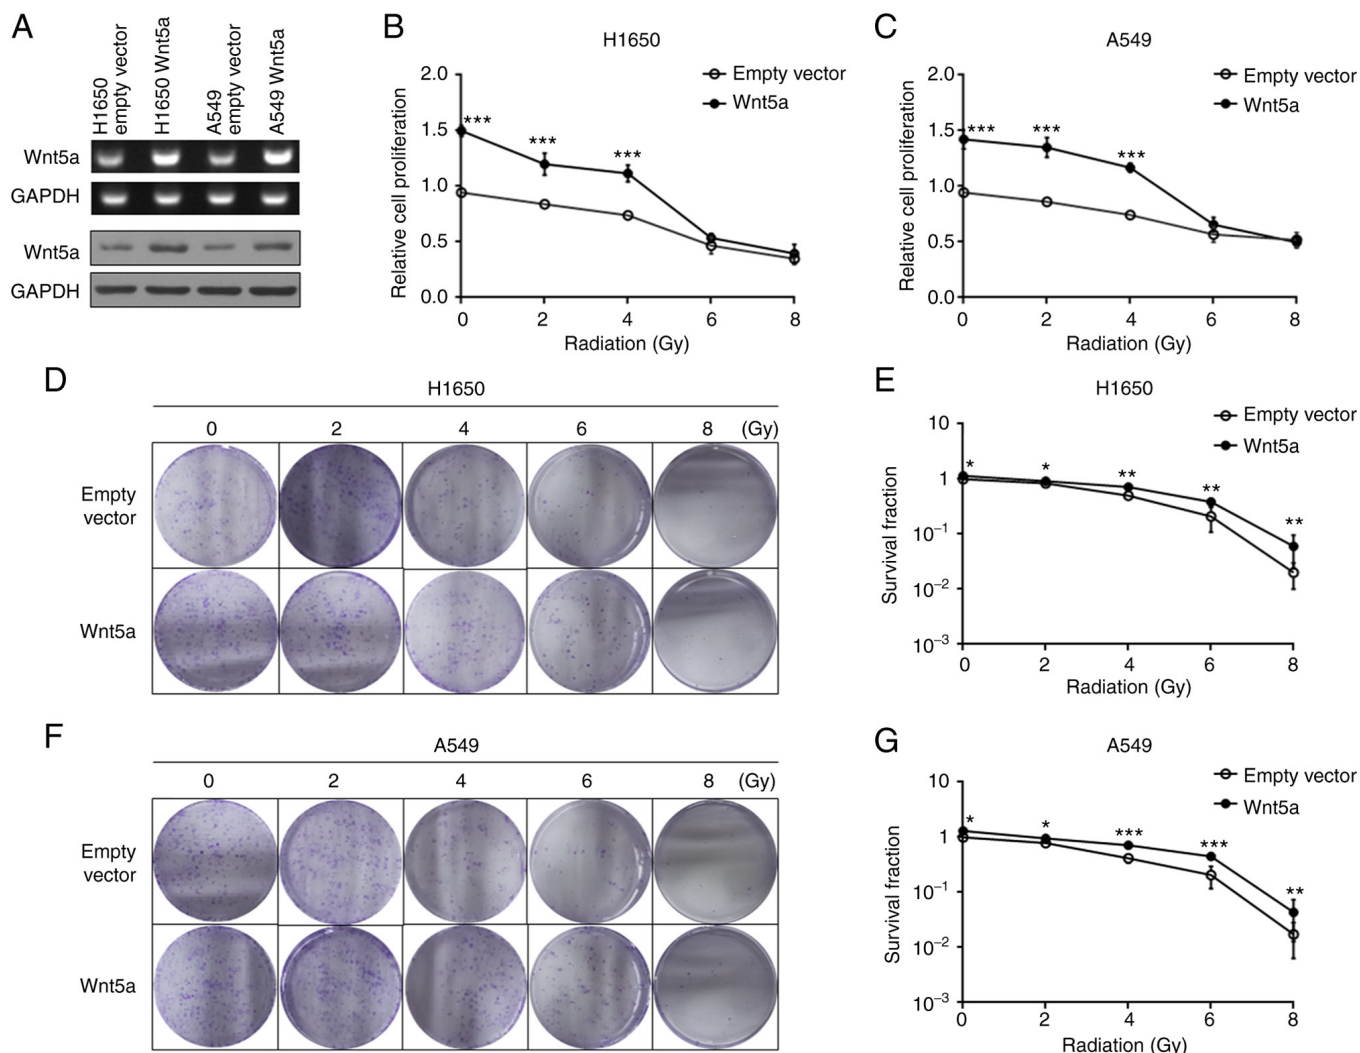 A
H1650
empty vector
H1650 Wnt5a
A549
empty vector
A549 Wnt5a
Wnt5a
GAPDH
Wnt5a
GAPDH
B
H1650
Empty vector
Wnt5a
Relative cell proliferation
2.0
1.5
1.0
0.5
0.0
***
***
***
0 2 4 6 8
Radiation (Gy)
C
A549
Empty vector
Wnt5a
Relative cell proliferation
2.0
1.5
1.0
0.5
0.0
***
***
***
0 2 4 6 8
Radiation (Gy)
D
H1650
0 2 4 6 8 (Gy)
Empty
vector
Wnt5a
E
H1650
Empty vector
Wnt5a
Survival fraction
10
1
10⁻¹
10⁻²
10⁻³
*
*
**
**
**
0 2 4 6 8
Radiation (Gy)
F
A549
0 2 4 6 8 (Gy)
Empty
vector
Wnt5a
G
A549
Empty vector
Wnt5a
Survival fraction
10
1
10⁻¹
10⁻²
10⁻³
*
*
***
***
**
0 2 4 6 8
Radiation (Gy)